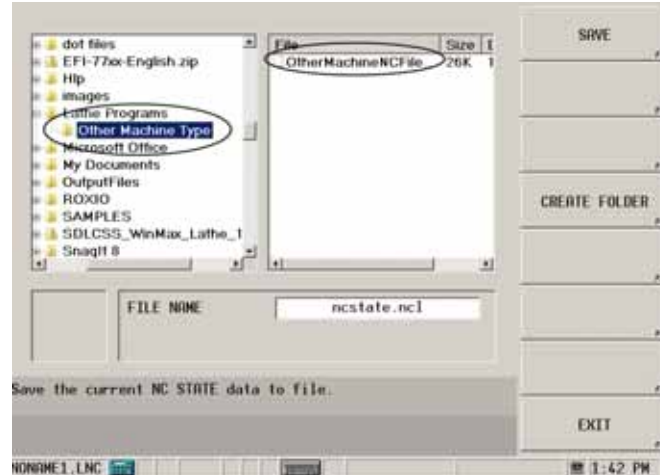 dot files
EFI-77xx-English.zip
Hlp
images
Lathe Programs
Other Machine Type
Microsoft Office
My Documents
OutputFiles
ROXIO
SAMPLES
SDLCSS_WinMax_Lathe_1
SnagIt 8
File Size
OtherMachineNCFile 26K 1
FILE NAME ncstate.ncl
Save the current NC STATE data to file.
SAVE
CREATE FOLDER
EXIT
NONAME1.LNC 1:42 PM